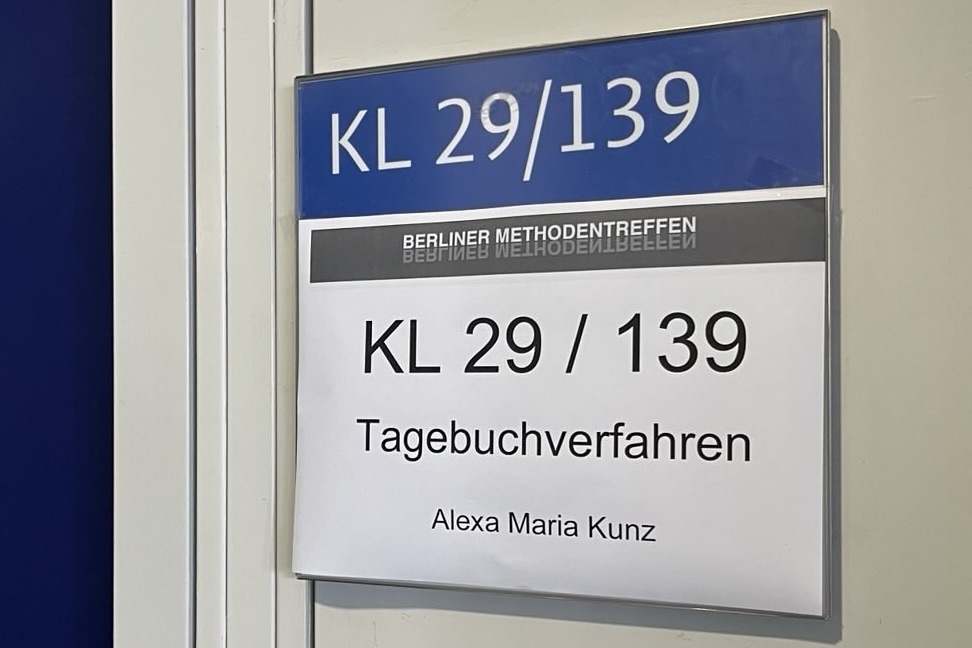 KL 29/139
BERLINER METHODENTREFFEN
KL 29 / 139
Tagebuchverfahren
Alexa Maria Kunz